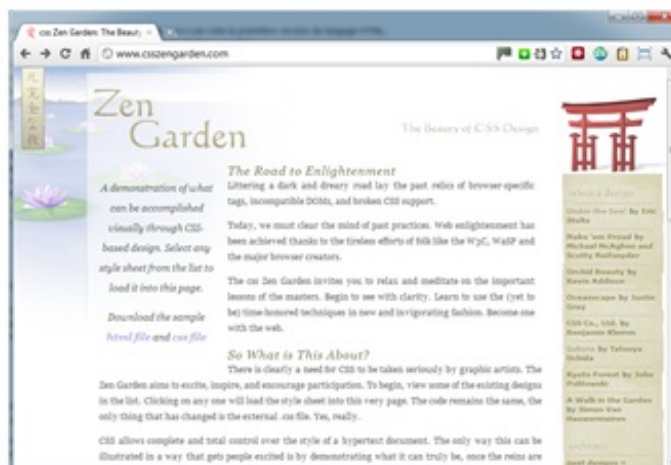 css Zen Garden: The Beauty
www.csszengarden.com
Zen
Garden
The Beauty of CSS Design
A demonstration of what
can be accomplished
visually through CSS-
based design. Select any
style sheet from the list to
load it into this page.
Download the sample
html file and css file
The Road to Enlightenment
Littering a dark and dreary road lay the past relics of browser-specific
tags, incompatible DOMs, and broken CSS support.
Today, we must clear the mind of past practices. Web enlightenment has
been achieved thanks to the tireless efforts of folk like the W3C, WaSP and
the major browser creators.
The css Zen Garden invites you to relax and meditate on the important
lessons of the masters. Begin to see with clarity. Learn to use the (yet to
be) time-honored techniques in new and invigorating fashion. Become one
with the web.
So What is This About?
There is clearly a need for CSS to be taken seriously by graphic artists. The
Zen Garden aims to excite, inspire, and encourage participation. To begin, view some of the existing designs
in the list. Clicking on any one will load the style sheet into this very page. The code remains the same, the
only thing that has changed is the external .css file. Yes, really.
CSS allows complete and total control over the style of a hypertext document. The only way this can be
illustrated in a way that gets people excited is by demonstrating what it can truly be, once the reins are
select a design:
Under the Sea! by Eric
Stoltz
Make 'em Proud by
Michael McAghon and
Scotty Reifsnyder
Orchid Beauty by
Kevin Addison
Oceanscape by Justin
Gray
CSS Co., Ltd. by
Benjamin Klemm
Sakura by Tatsuya
Uchida
Kyoto Forest by John
Politowski
A Walk in the Garden
by Simon Van
Hauwermeiren
archives:
next designs »